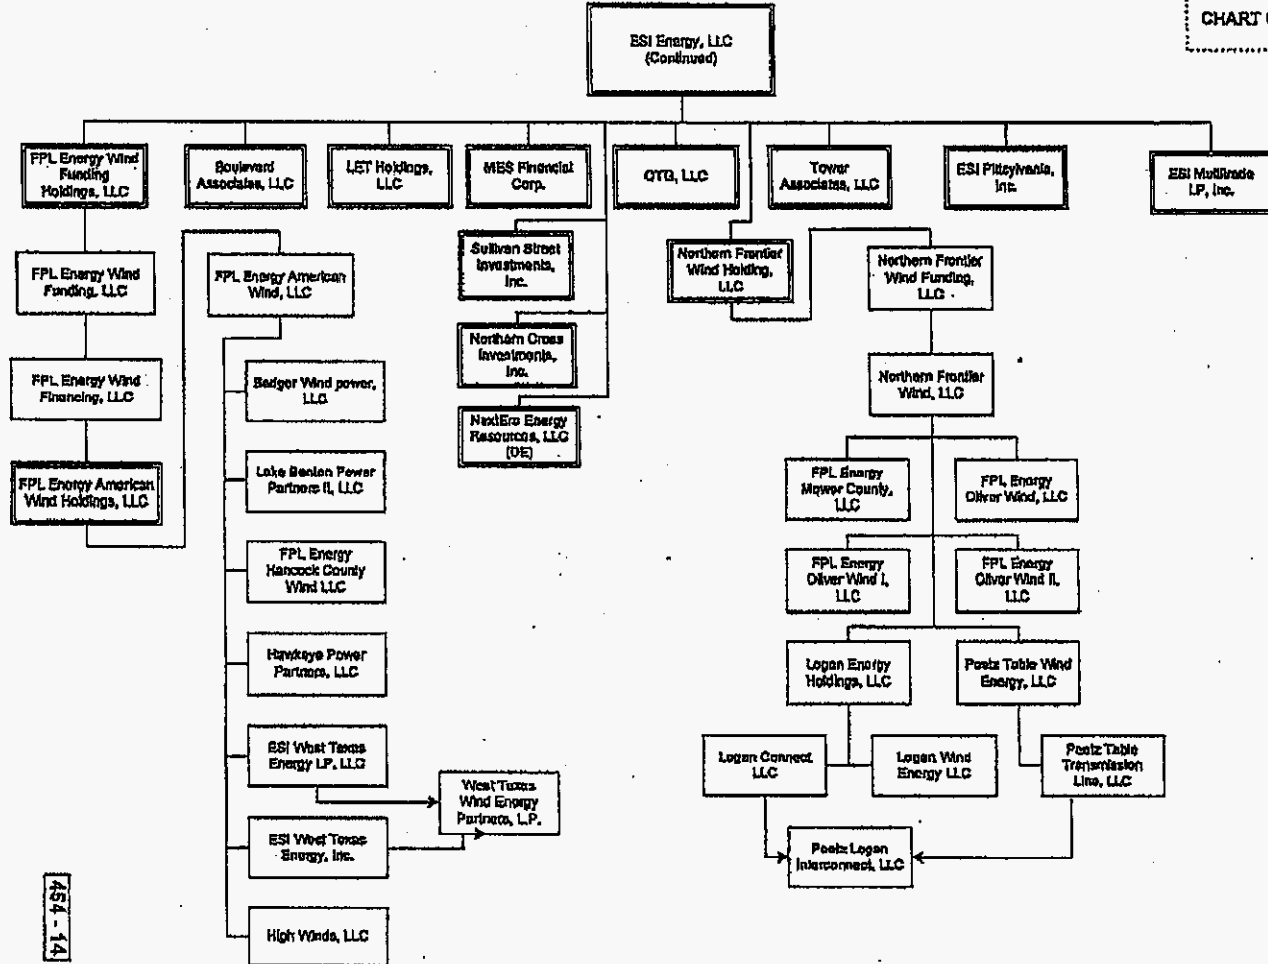 CHART
ESI Energy, LLC
(Continued)
FPL Energy Wind
Funding
Holdings, LLC
Boulevard
Associates, LLC
LET Holdings,
LLC
MES Financial
Corp.
QTG, LLC
Tower
Associates, LLC
ESI Pittsylvania,
Inc.
ESI Multitrade
LP, Inc.
FPL Energy Wind
Funding, LLC
FPL Energy American
Wind, LLC
Sullivan Street
Investments,
Inc.
Northern Frontier
Wind Holding,
LLC
Northern Frontier
Wind Funding,
LLC
FPL Energy Wind
Financing, LLC
Badger Wind power,
LLC
Northern Cross
Investments,
Inc.
Northern Frontier
Wind, LLC
FPL Energy American
Wind Holdings, LLC
Lake Benton Power
Partners II, LLC
NextEra Energy
Resources, LLC
(DE)
FPL Energy
Mower County,
LLC
FPL Energy
Oliver Wind, LLC
FPL Energy
Hancock County
Wind LLC
FPL Energy
Oliver Wind I,
LLC
FPL Energy
Oliver Wind II,
LLC
Hawkeye Power
Partners, LLC
Logan Energy
Holdings, LLC
Peetz Table Wind
Energy, LLC
ESI West Texas
Energy LP, LLC
West Texas
Wind Energy
Partners, L.P.
Logan Connect
LLC
Logan Wind
Energy LLC
Peetz Table
Transmission
Line, LLC
ESI West Texas
Energy, Inc.
Peetz Logan
Interconnect, LLC
High Winds, LLC
454-14